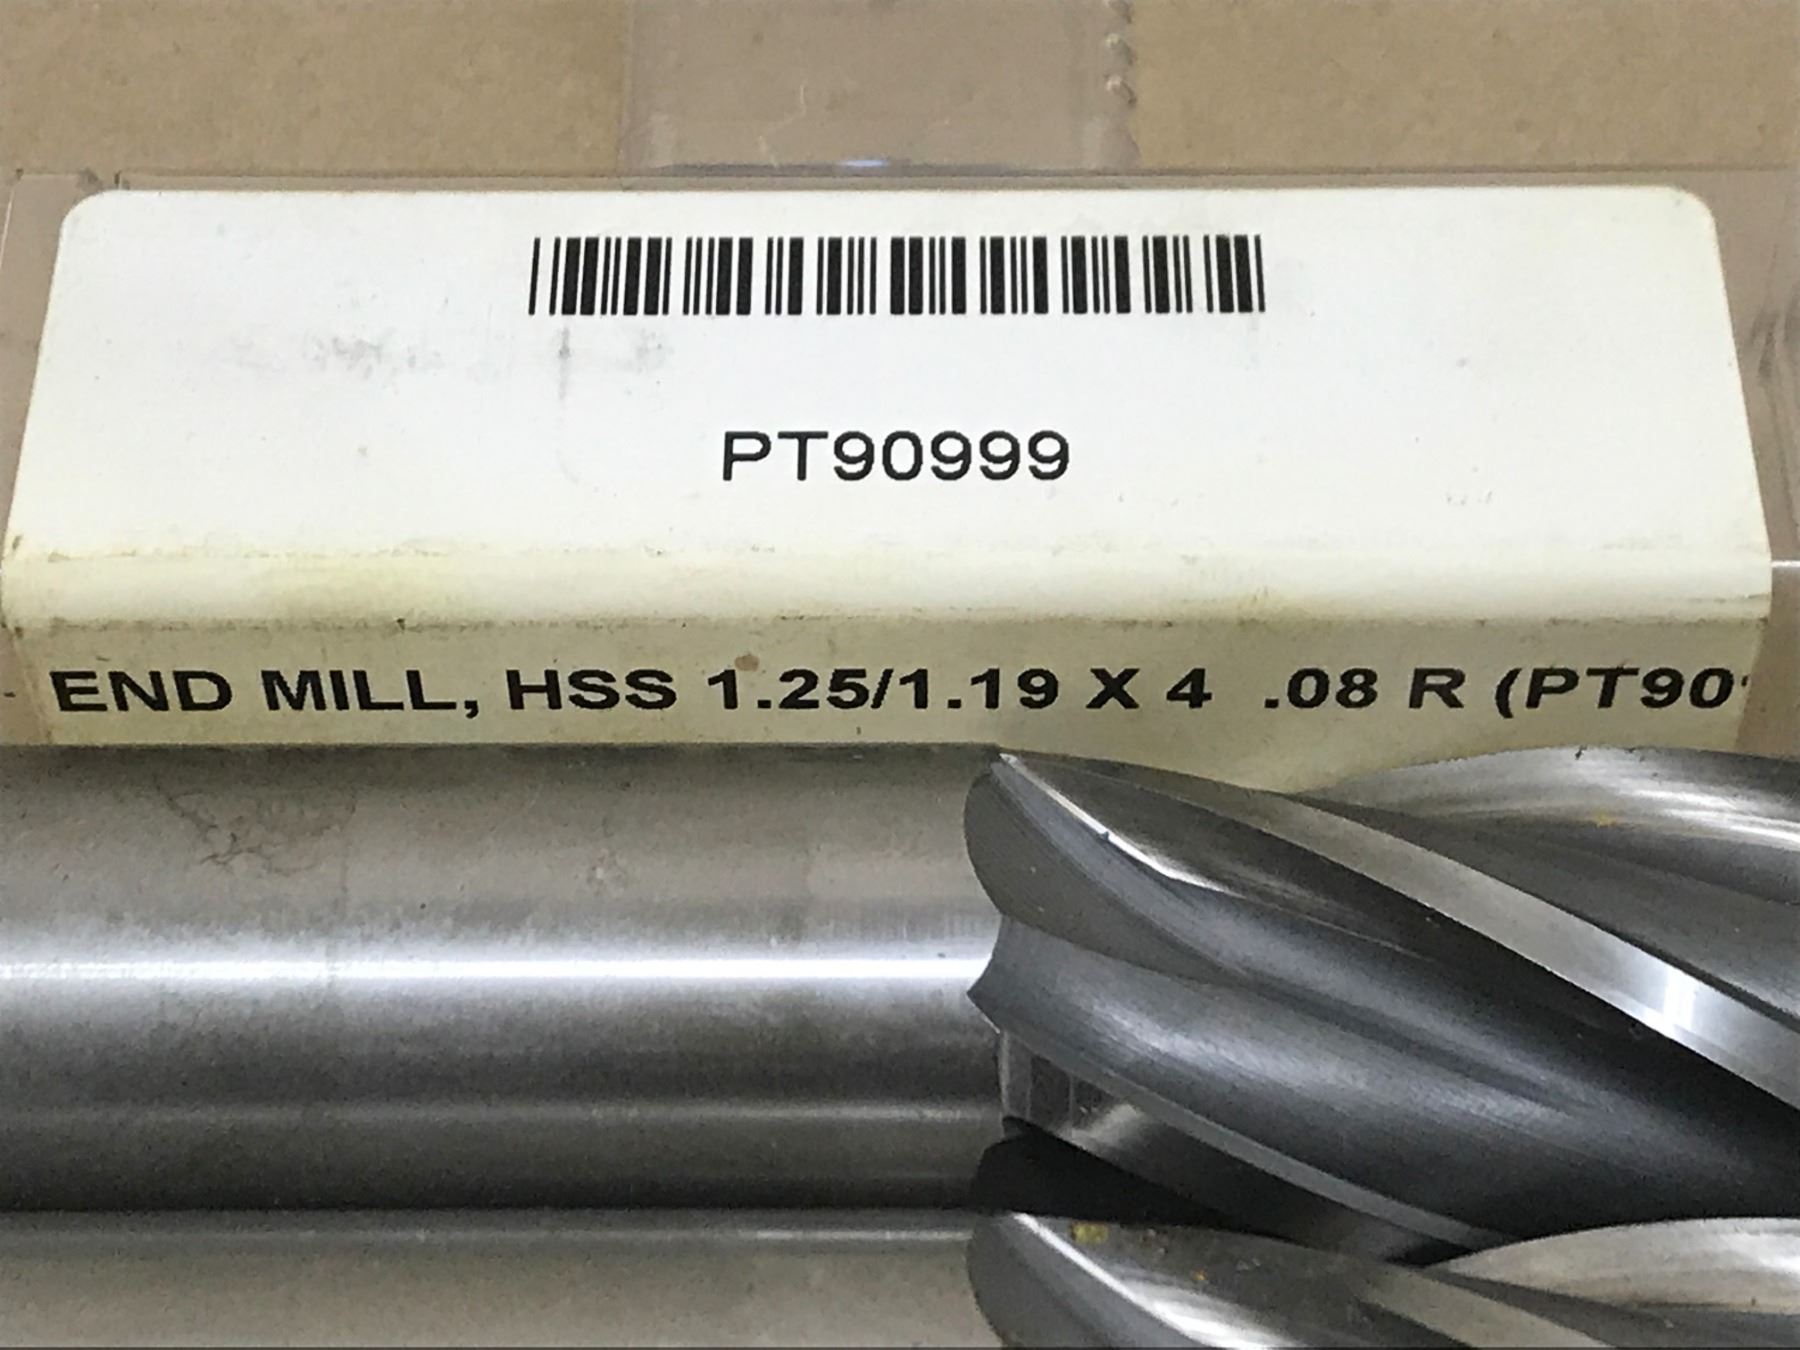 PT90999
END MILL, HSS 1.25/1.19 X 4 .08 R (PT90